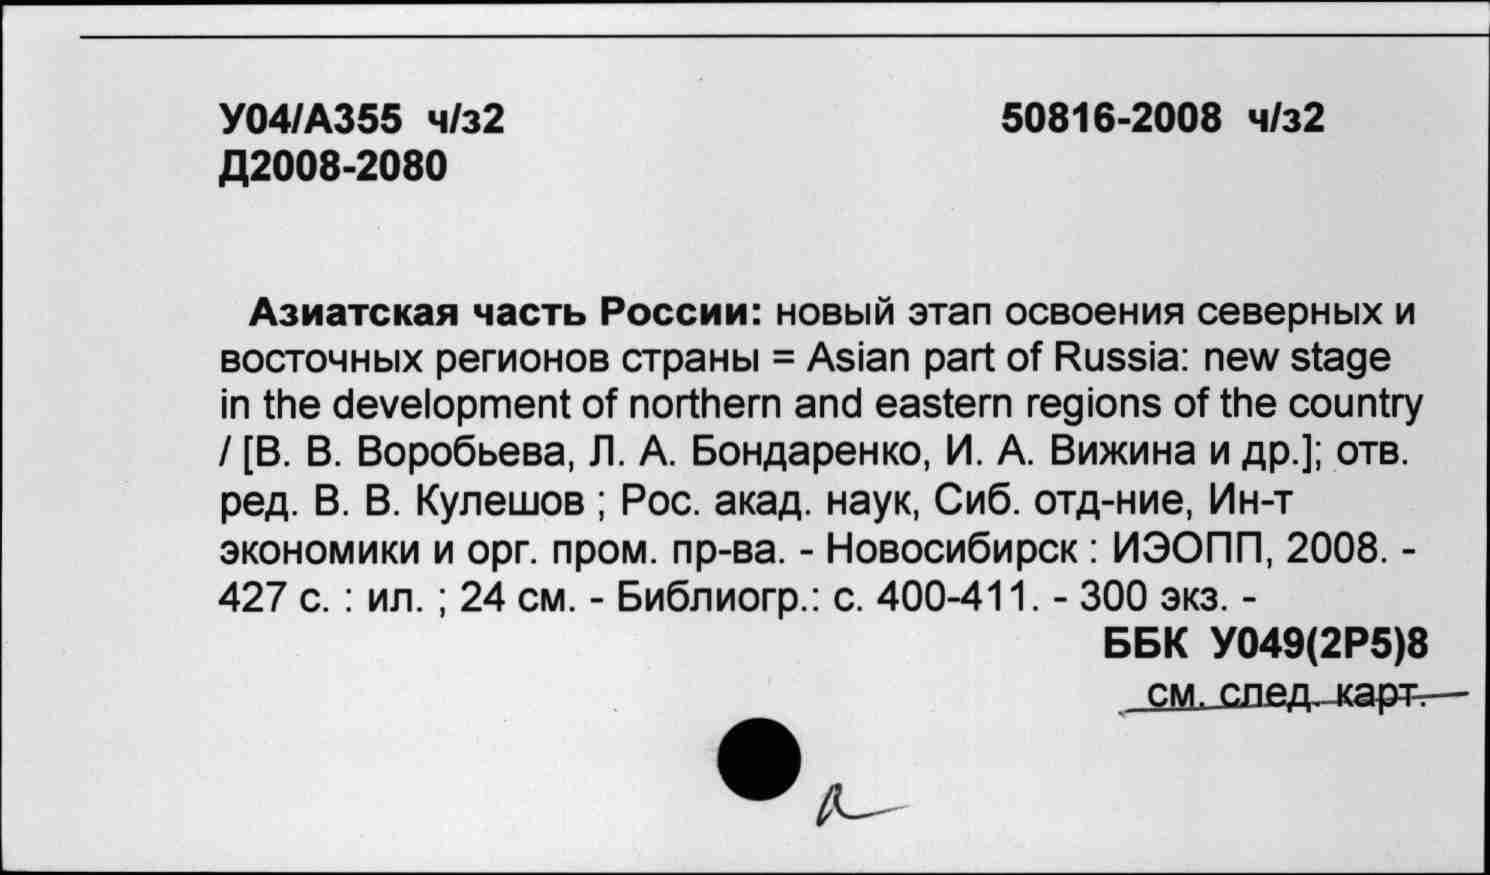 У04/А355 ч/з2 50816-2008 ч/з2
Д2008-2080
Азиатская часть России: новый этап освоения северных и
восточных регионов страны = Asian part of Russia: new stage
in the development of northern and eastern regions of the country
/ [В. В. Воробьева, Л. А. Бондаренко, И. А. Вижина и др.]; отв.
ред. В. В. Кулешов ; Рос. акад. наук, Сиб. отд-ние, Ин-т
экономики и орг. пром. пр-ва. - Новосибирск : ИЭОПП, 2008. -
427 с. : ил. ; 24 см. - Библиогр.: с. 400-411. - 300 экз. -
ББК У049(2Р5)8
см. след. карт.
а